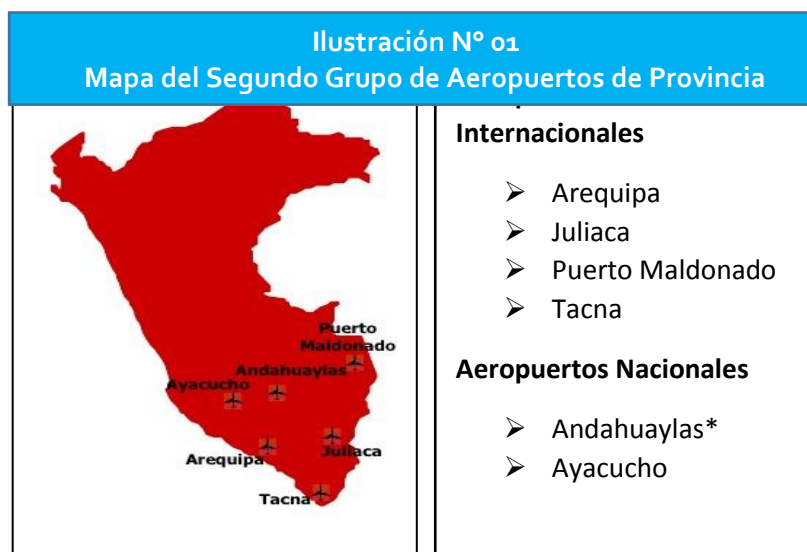 Ilustración N° 01
Mapa del Segundo Grupo de Aeropuertos de Provincia
Puerto
Maldonado
Andahuaylas
Ayacucho
Arequipa
Juliaca
Tacna
Internacionales
➢ Arequipa
➢ Juliaca
➢ Puerto Maldonado
➢ Tacna
Aeropuertos Nacionales
➢ Andahuaylas*
➢ Ayacucho